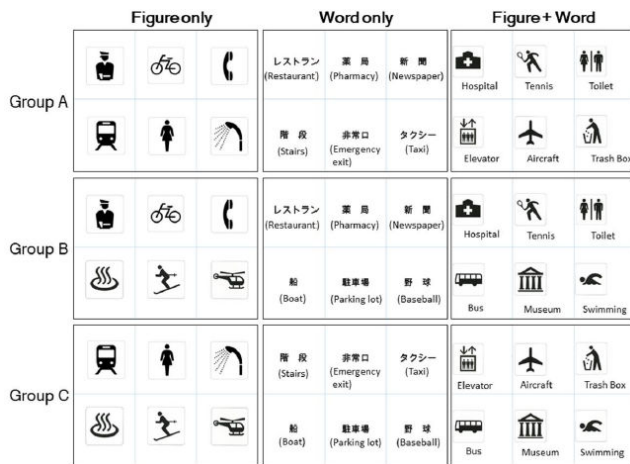 Figure only Word only Figure + Word
Group A
レストラン 薬 局 新 聞
(Restaurant) (Pharmacy) (Newspaper)
Hospital Tennis Toilet
階 段 非常口 タクシー
(Stairs) (Emergency exit) (Taxi)
Elevator Aircraft Trash Box
Group B
レストラン 薬 局 新 聞
(Restaurant) (Pharmacy) (Newspaper)
Hospital Tennis Toilet
船 駐車場 野 球
(Boat) (Parking lot) (Baseball)
Bus Museum Swimming
Group C
階 段 非常口 タクシー
(Stairs) (Emergency exit) (Taxi)
Elevator Aircraft Trash Box
船 駐車場 野 球
(Boat) (Parking lot) (Baseball)
Bus Museum Swimming